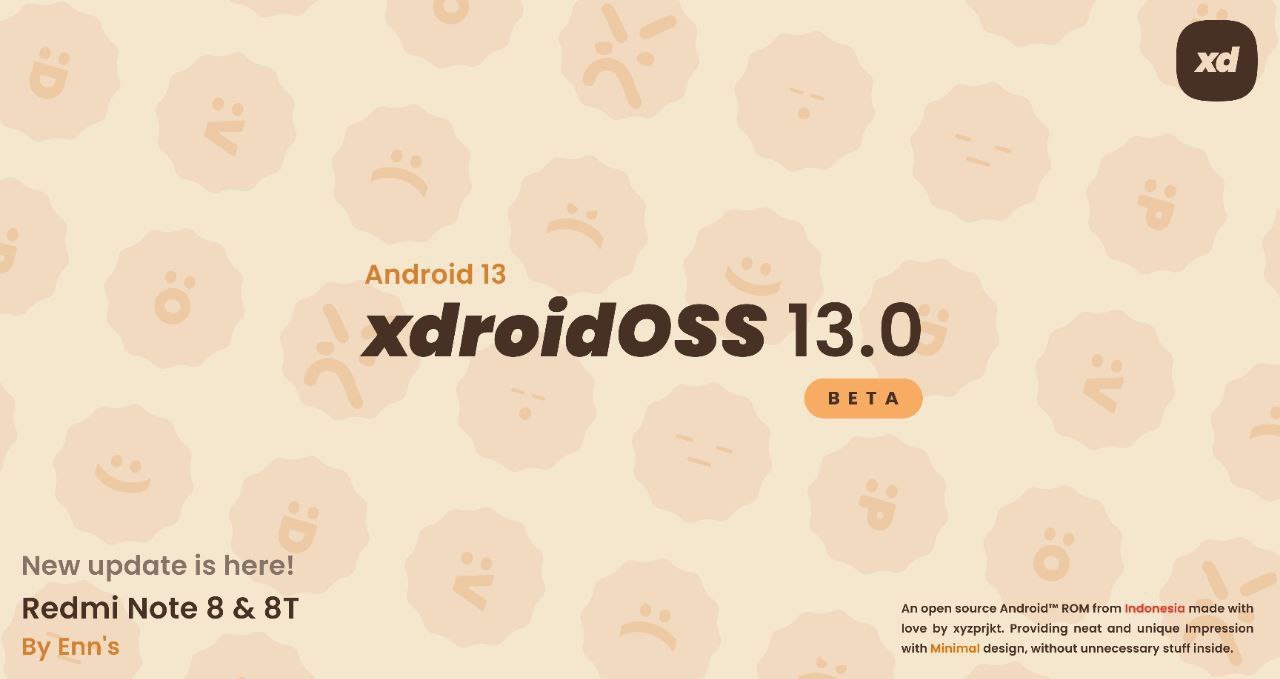 xd
Android 13
xdroidOSS 13.0
BETA
New update is here!
Redmi Note 8 & 8T
By Enn's
An open source Android™ ROM from Indonesia made with
love by xyzprjkt. Providing neat and unique Impression
with Minimal design, without unnecessary stuff inside.